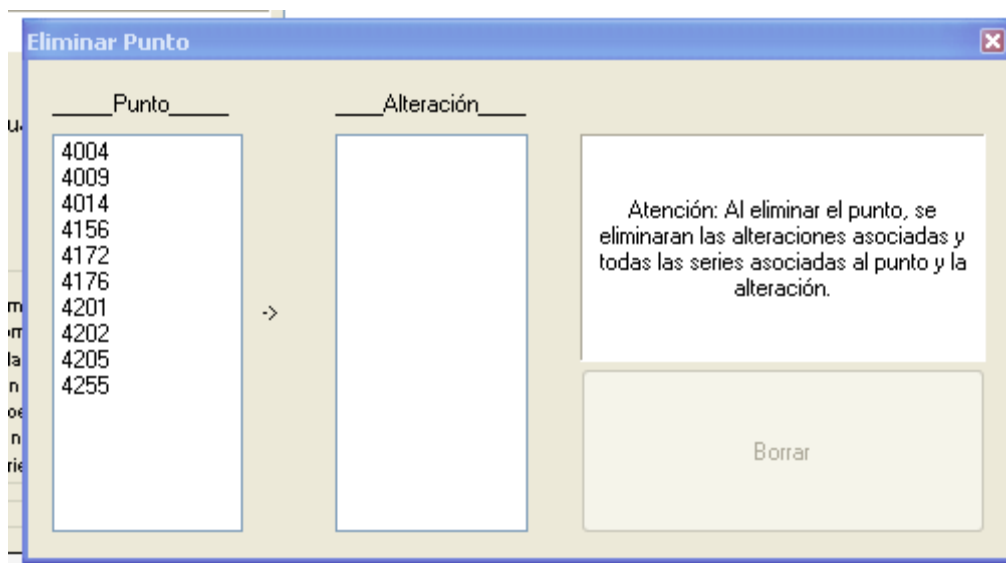 Eliminar Punto
_____Punto_____
____Alteración____
4004
4009
4014
4156
4172
4176
4201
4202
4205
4255
->
Atención: Al eliminar el punto, se
eliminaran las alteraciones asociadas y
todas las series asociadas al punto y la
alteración.
Borrar